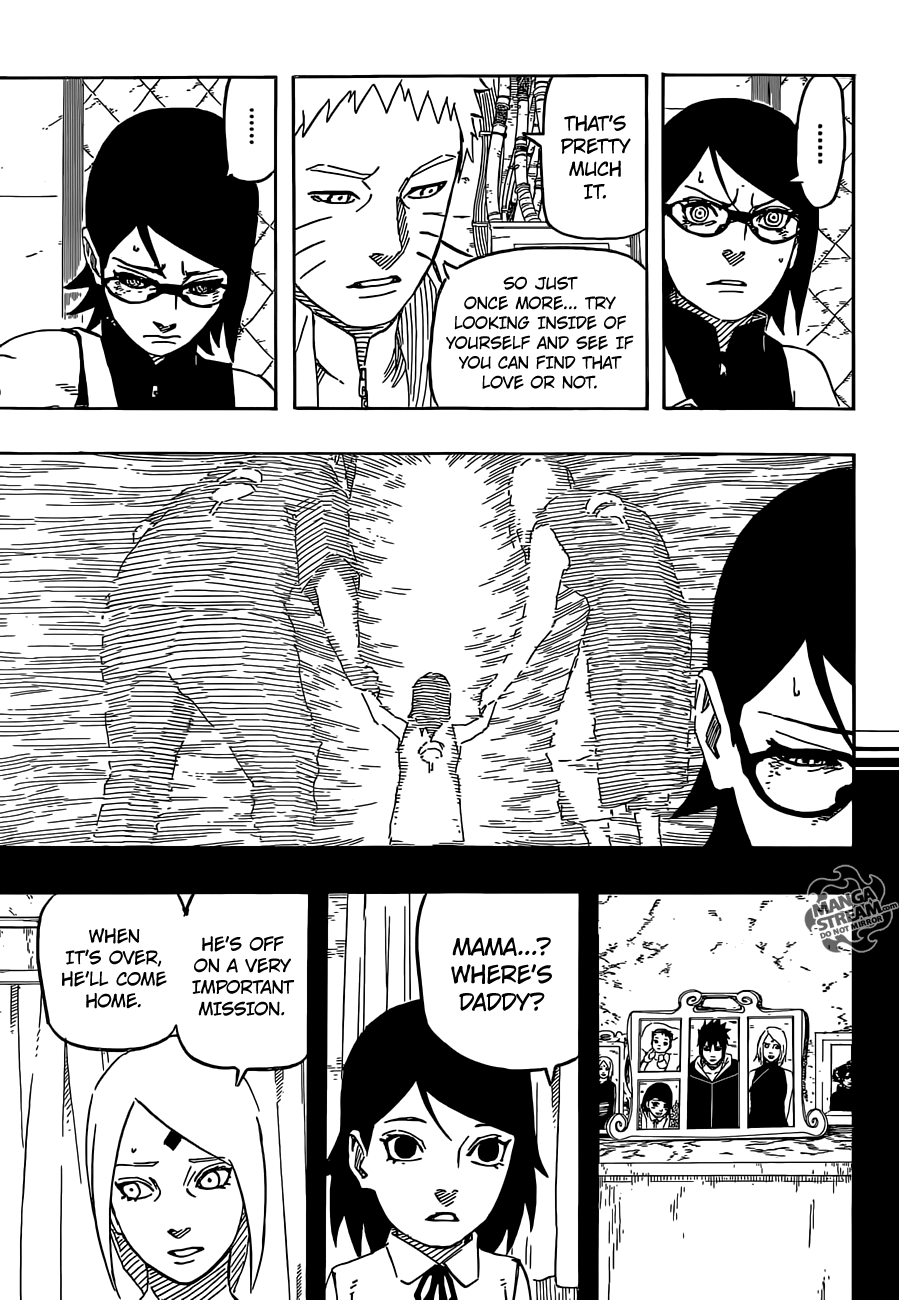 ........
THAT'S
PRETTY
MUCH
IT.
SO JUST
ONCE MORE... TRY
LOOKING INSIDE OF
YOURSELF AND SEE IF
YOU CAN FIND THAT
LOVE OR NOT.
........
MAMA...?
WHERE'S
DADDY?
HE'S OFF
ON A VERY
IMPORTANT
MISSION.
WHEN
IT'S OVER,
HE'LL COME
HOME.
MANGA
STREAM.com
DO NOT MIRROR